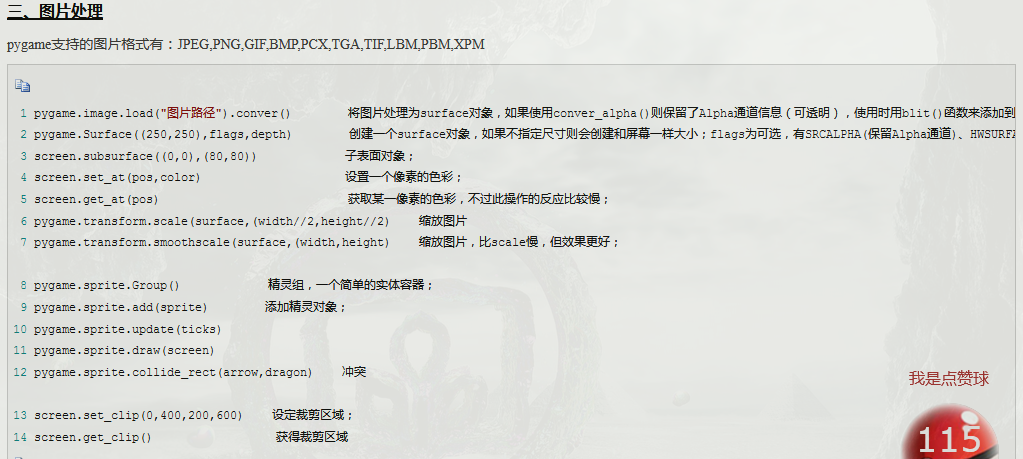 三、图片处理
pygame支持的图片格式有：JPEG,PNG,GIF,BMP,PCX,TGA,TIF,LBM,PBM,XPM
1 pygame.image.load("图片路径").conver() 将图片处理为surface对象，如果使用conver_alpha()则保留了Alpha通道信息（可透明），使用时用blit()函数来添加到
2 pygame.Surface((250,250),flags,depth) 创建一个surface对象，如果不指定尺寸则会创建和屏幕一样大小；flags为可选，有SRCALPHA(保留Alpha通道)、HWSURFA
3 screen.subsurface((0,0),(80,80)) 子表面对象；
4 screen.set_at(pos,color) 设置一个像素的色彩；
5 screen.get_at(pos) 获取某一像素的色彩，不过此操作的反应比较慢；
6 pygame.transform.scale(surface,(width//2,height//2) 缩放图片
7 pygame.transform.smoothscale(surface,(width,height) 缩放图片，比scale慢，但效果更好；
8 pygame.sprite.Group() 精灵组，一个简单的实体容器；
9 pygame.sprite.add(sprite) 添加精灵对象；
10 pygame.sprite.update(ticks)
11 pygame.sprite.draw(screen)
12 pygame.sprite.collide_rect(arrow,dragon) 冲突
我是点赞球
13 screen.set_clip(0,400,200,600) 设定裁剪区域；
14 screen.get_clip() 获得裁剪区域
115